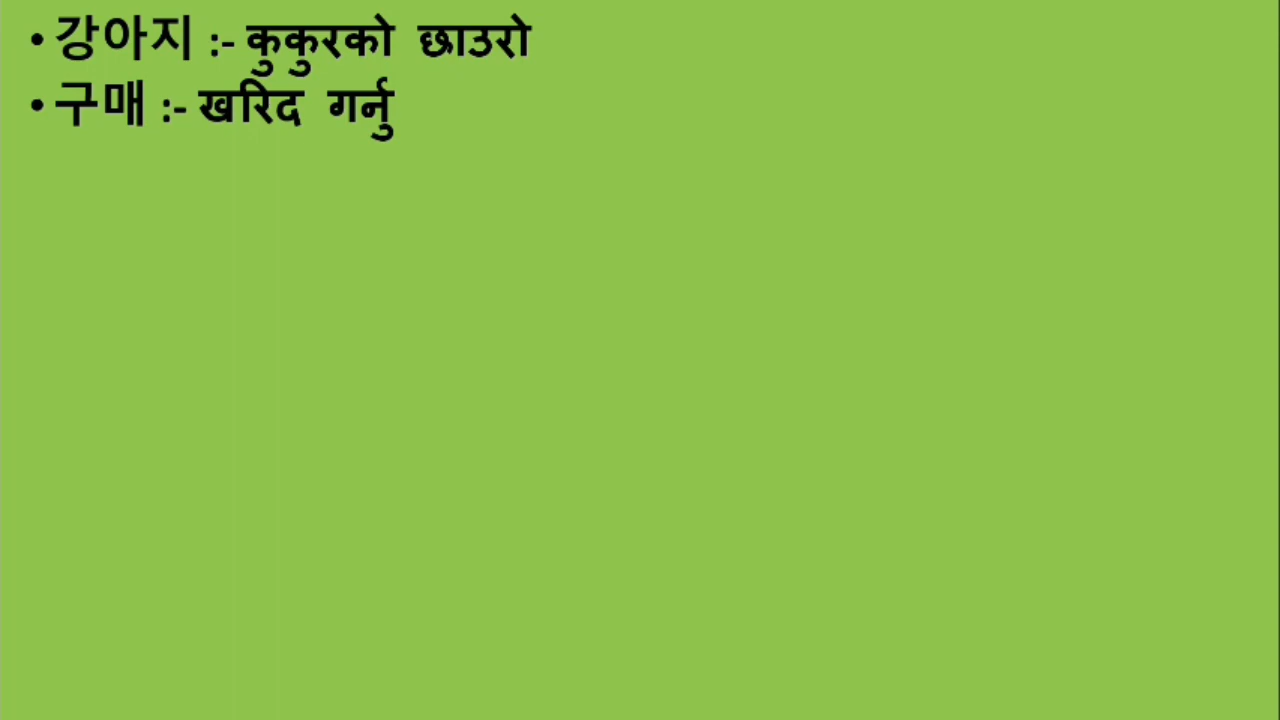 • 강아지 :- कुकुरको छाउरो
• 구매 :- खरिद गर्नु